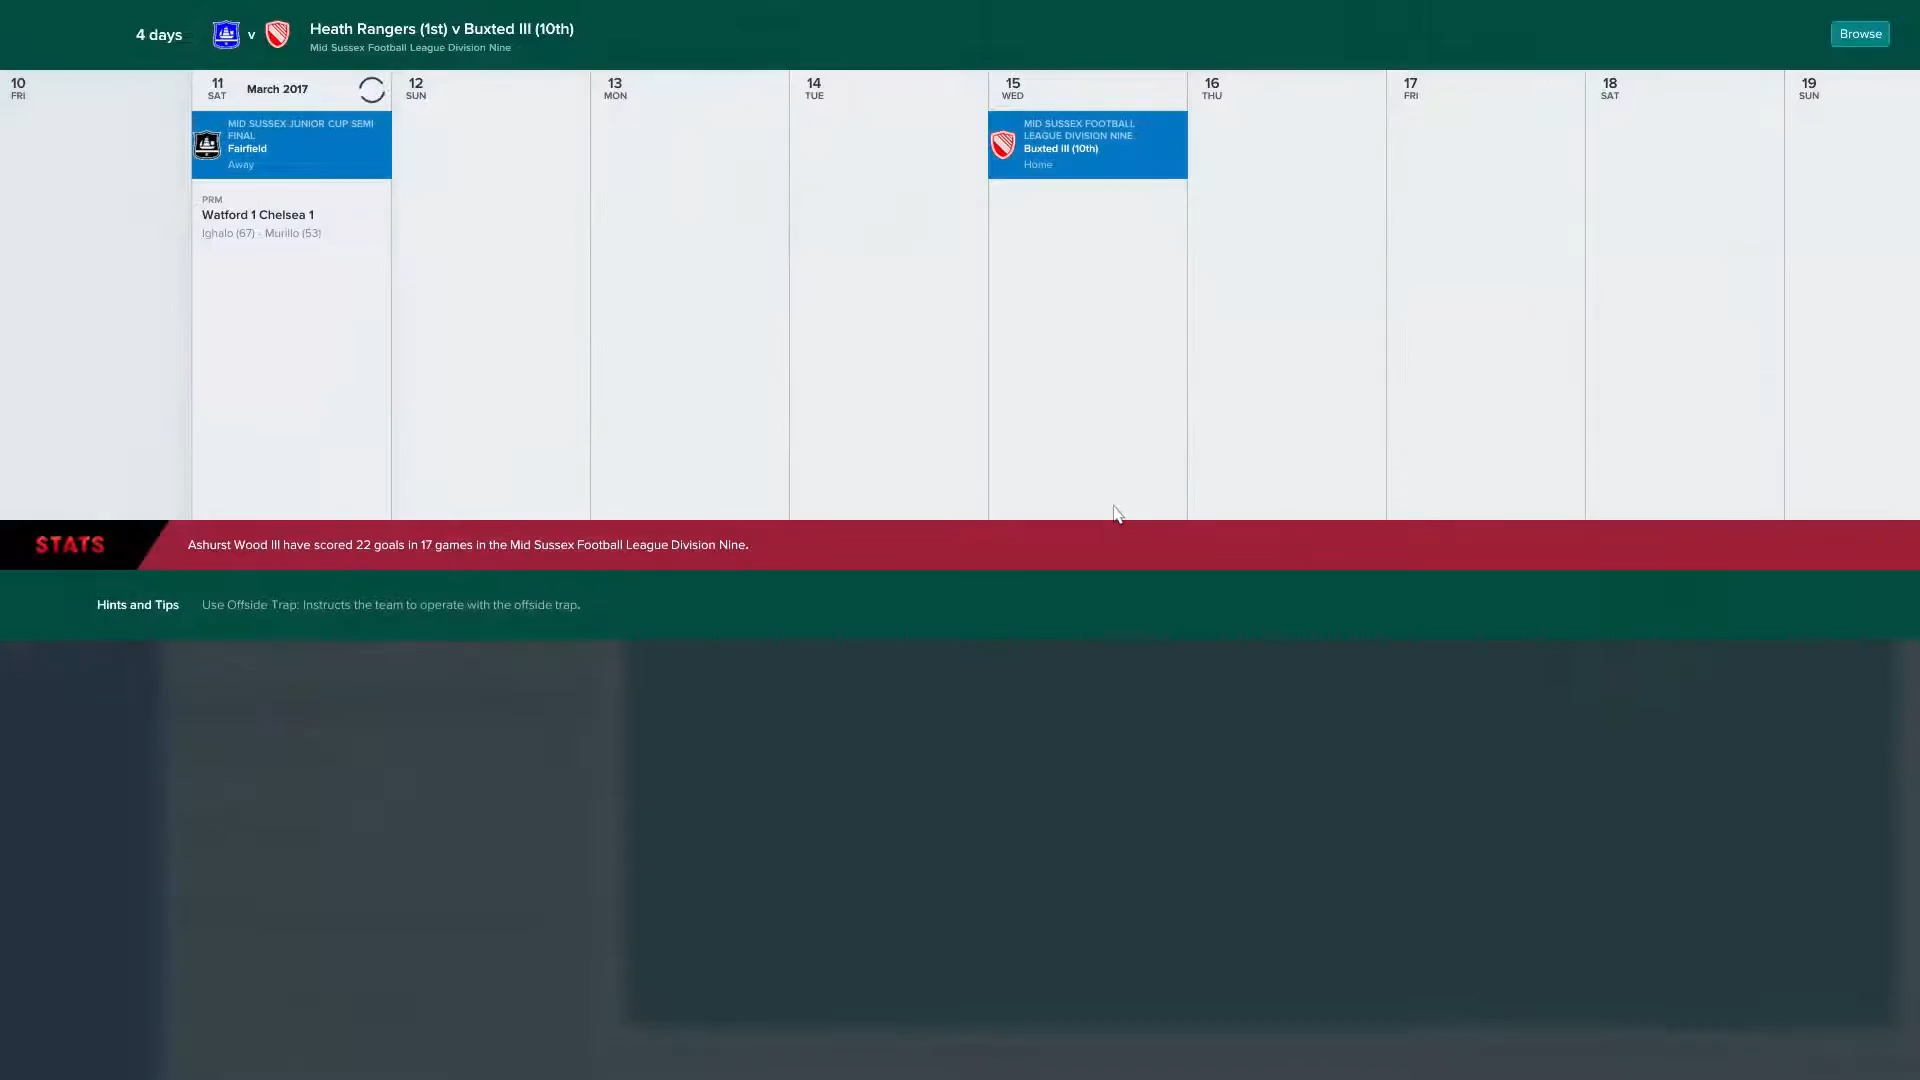 4 days
v
Heath Rangers (1st) v Buxted III (10th)
Mid Sussex Football League Division Nine
Browse
10
FRI
11
SAT
March 2017
12
SUN
13
MON
14
TUE
15
WED
16
THU
17
FRI
18
SAT
19
SUN
MID SUSSEX JUNIOR CUP SEMI
FINAL
Fairfield
Away
MID SUSSEX FOOTBALL
LEAGUE DIVISION NINE
Buxted III (10th)
Home
PRM
Watford 1 Chelsea 1
Ighalo (67) - Murillo (53)
STATS
Ashurst Wood III have scored 22 goals in 17 games in the Mid Sussex Football League Division Nine.
Hints and Tips
Use Offside Trap: Instructs the team to operate with the offside trap.